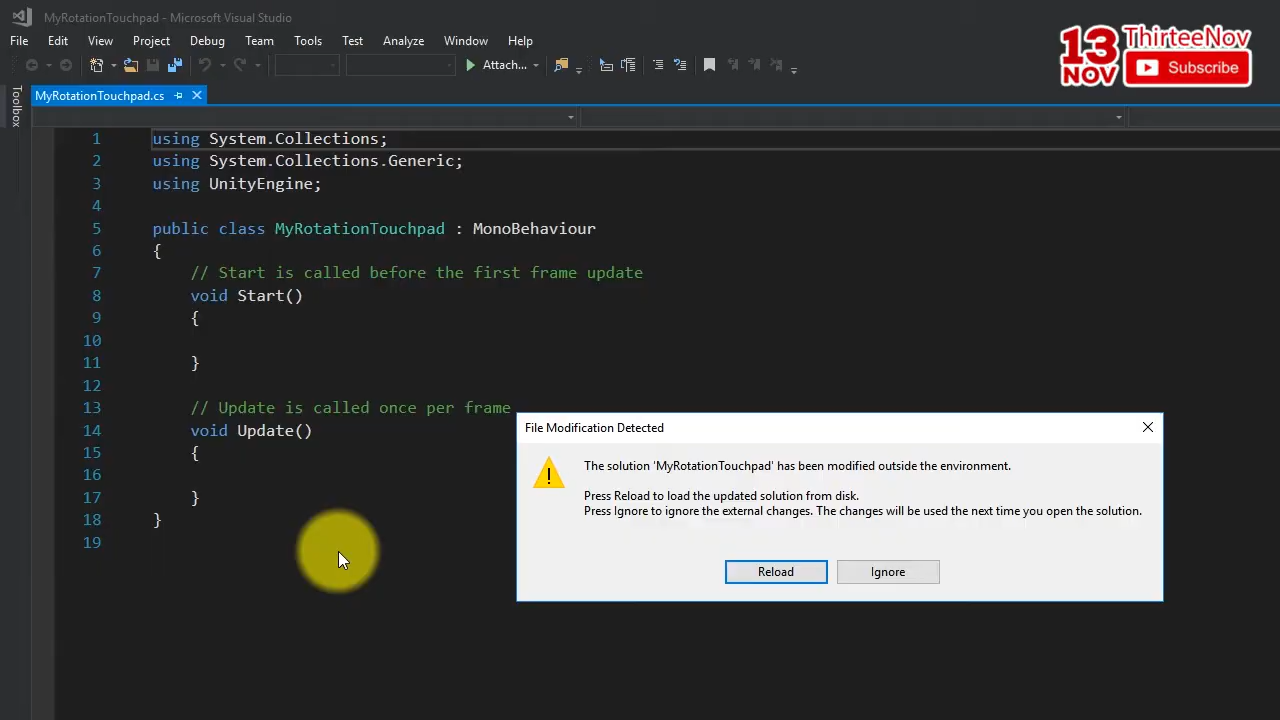 MyRotationTouchpad - Microsoft Visual Studio
File Edit View Project Debug Team Tools Test Analyze Window Help
Attach...
13 NOV ThirteeNov
Subscribe
Toolbox
MyRotationTouchpad.cs
1 using System.Collections;
2 using System.Collections.Generic;
3 using UnityEngine;
4
5 public class MyRotationTouchpad : MonoBehaviour
6 {
7 // Start is called before the first frame update
8 void Start()
9 {
10
11 }
12
13 // Update is called once per frame
14 void Update()
15 {
16
17 }
18 }
19
File Modification Detected
The solution 'MyRotationTouchpad' has been modified outside the environment.
Press Reload to load the updated solution from disk.
Press Ignore to ignore the external changes. The changes will be used the next time you open the solution.
Reload Ignore